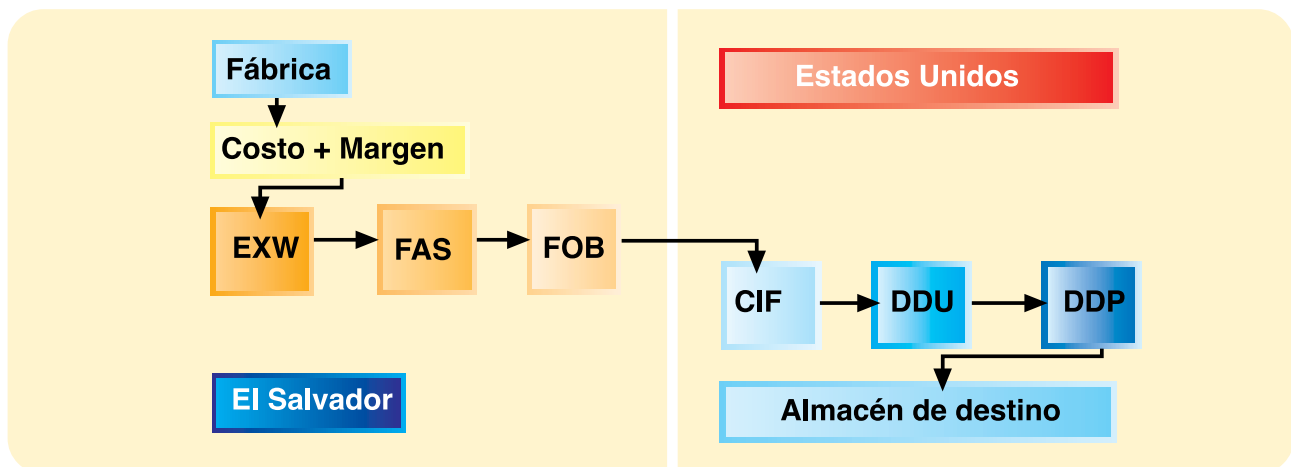 Fábrica
Costo + Margen
EXW
FAS
FOB
El Salvador
Estados Unidos
CIF
DDU
DDP
Almacén de destino